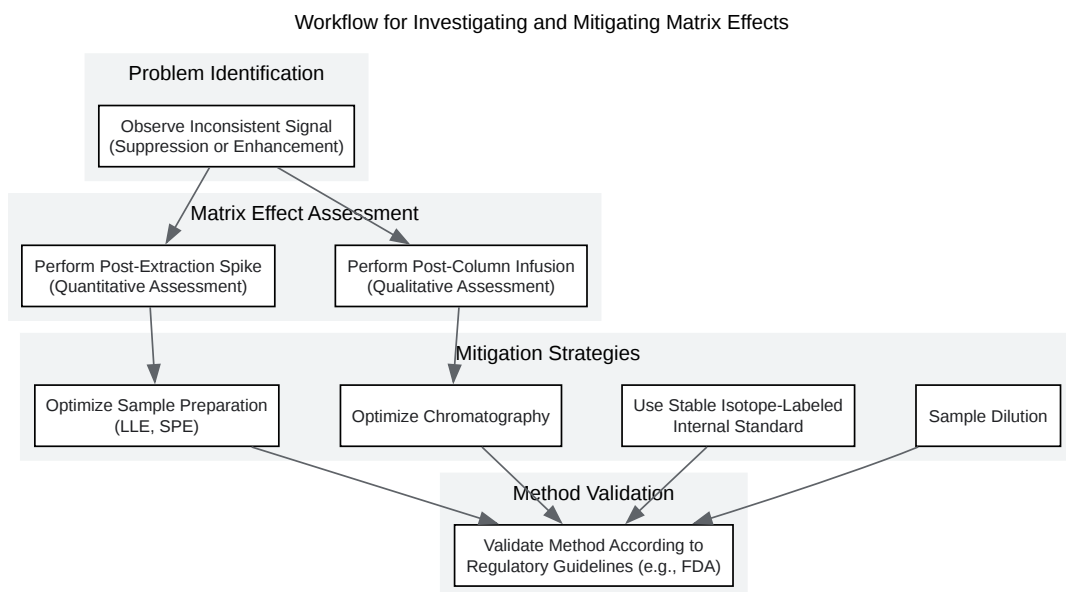 Workflow for Investigating and Mitigating Matrix Effects
Problem Identification
Observe Inconsistent Signal
(Suppression or Enhancement)
Matrix Effect Assessment
Perform Post-Extraction Spike
(Quantitative Assessment)
Perform Post-Column Infusion
(Qualitative Assessment)
Mitigation Strategies
Optimize Sample Preparation
(LLE, SPE)
Optimize Chromatography
Use Stable Isotope-Labeled
Internal Standard
Sample Dilution
Method Validation
Validate Method According to
Regulatory Guidelines (e.g., FDA)